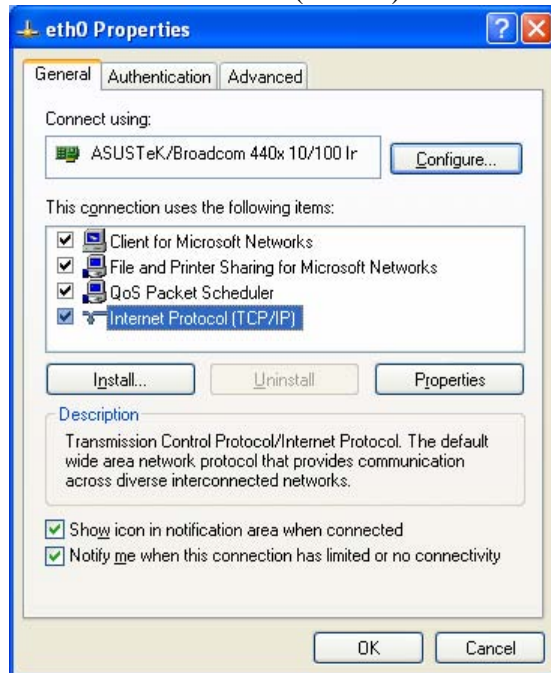 eth0 Properties
General Authentication Advanced
Connect using:
ASUSTeK/Broadcom 440x 10/100 In
Configure...
This connection uses the following items:
Client for Microsoft Networks
File and Printer Sharing for Microsoft Networks
QoS Packet Scheduler
Internet Protocol (TCP/IP)
Install... Uninstall Properties
Description
Transmission Control Protocol/Internet Protocol. The default
wide area network protocol that provides communication
across diverse interconnected networks.
Show icon in notification area when connected
Notify me when this connection has limited or no connectivity
OK Cancel